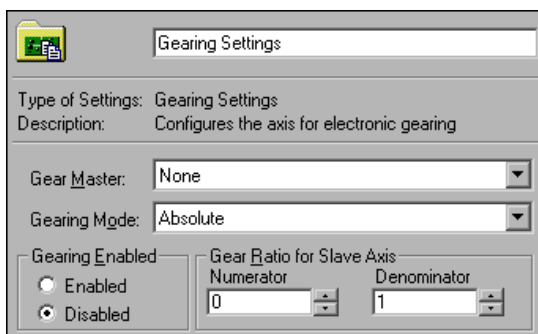 Gearing Settings
Type of Settings: Gearing Settings
Description: Configures the axis for electronic gearing
Gear Master: None
Gearing Mode: Absolute
Gearing Enabled
Enabled
Disabled
Gear Ratio for Slave Axis
Numerator Denominator
0 1